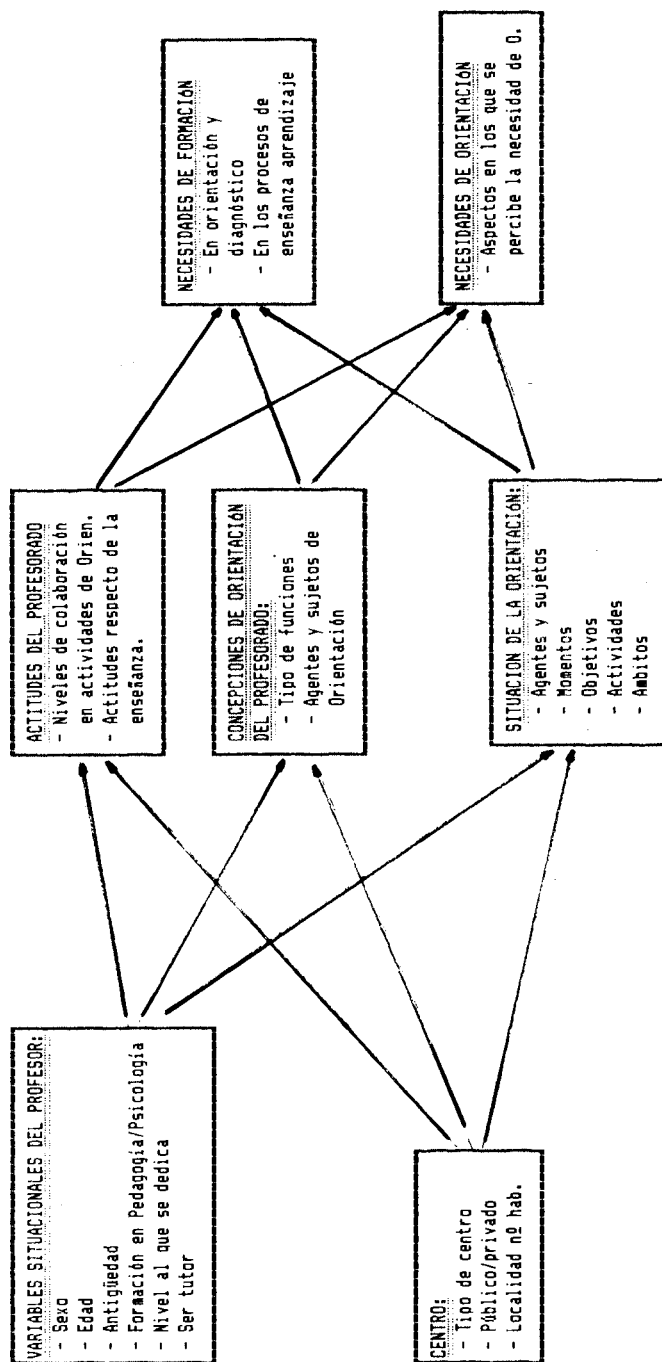 VARIABLES SITUACIONALES DEL PROFESOR:
- Sexo
- Edad
- Antigüedad
- Formación en Pedagogía/Psicología
- Nivel al que se dedica
- Ser tutor
CENTRO:
- Tipo de centro
- Público/privado
- Localidad nº hab.
ACTITUDES DEL PROFESORADO
- Niveles de colaboración
en actividades de Orien.
- Actitudes respecto de la
enseñanza.
CONCEPCIONES DE ORIENTACIÓN
DEL PROFESORADO:
- Tipo de funciones
- Agentes y sujetos de
Orientación
SITUACION DE LA ORIENTACIÓN:
- Agentes y sujetos
- Momentos
- Objetivos
- Actividades
- Ambitos
NECESIDADES DE FORMACIÓN
- En orientación y
diagnóstico
- En los procesos de
enseñanza aprendizaje
NECESIDADES DE ORIENTACIÓN
- Aspectos en los que se
percibe la necesidad de O.